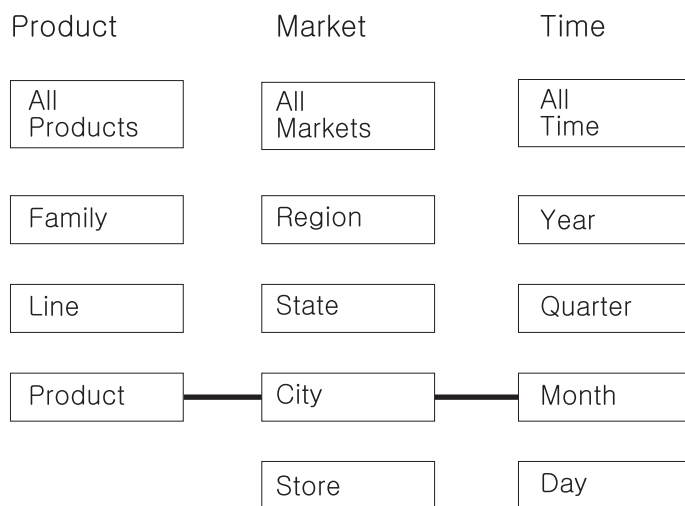 Product Market Time
All
Products
All
Markets
All
Time
Family Region Year
Line State Quarter
Product City Month
Store Day